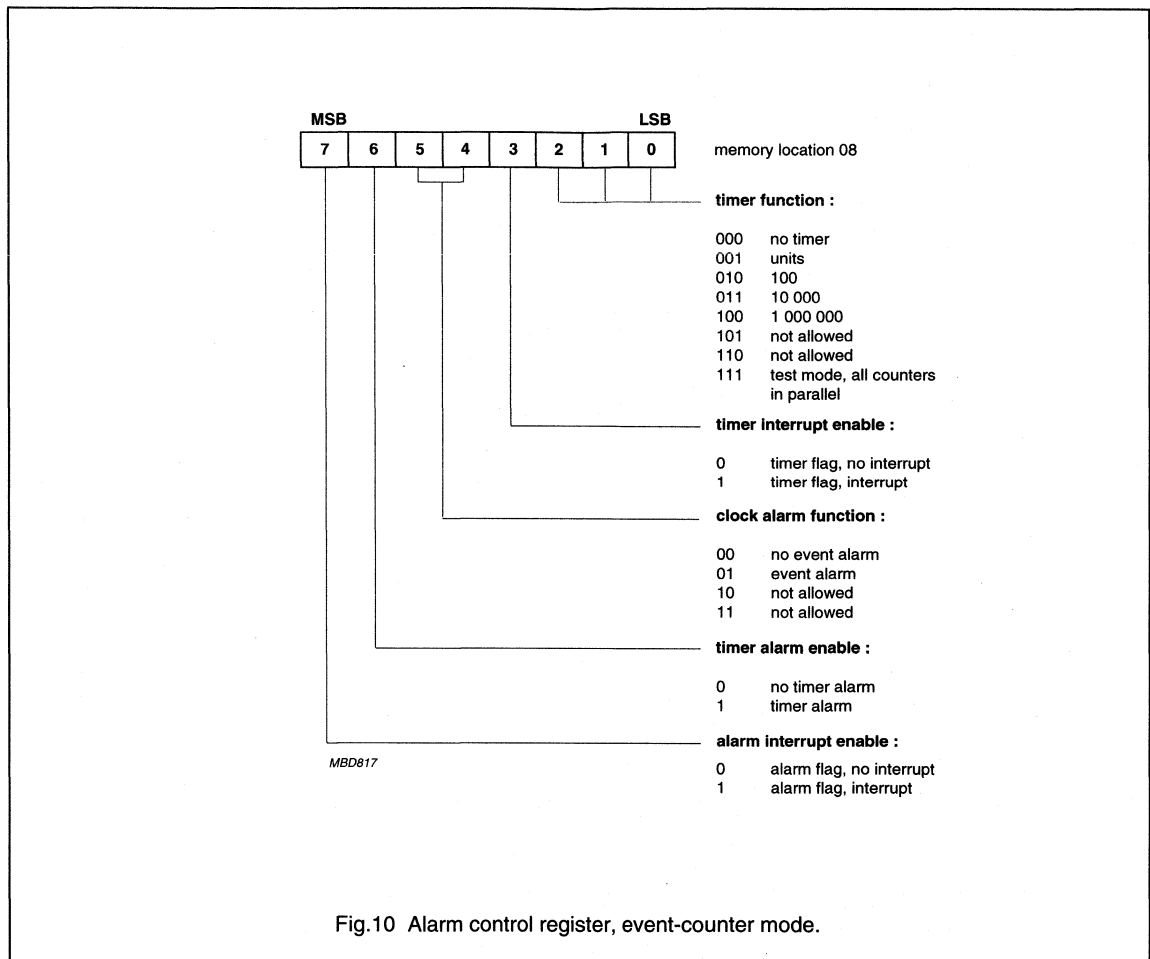 MSB LSB
7 6 5 4 3 2 1 0 memory location 08
timer function :
000 no timer
001 units
010 100
011 10 000
100 1 000 000
101 not allowed
110 not allowed
111 test mode, all counters
in parallel
timer interrupt enable :
0 timer flag, no interrupt
1 timer flag, interrupt
clock alarm function :
00 no event alarm
01 event alarm
10 not allowed
11 not allowed
timer alarm enable :
0 no timer alarm
1 timer alarm
alarm interrupt enable :
MBD817
0 alarm flag, no interrupt
1 alarm flag, interrupt
Fig.10 Alarm control register, event-counter mode.